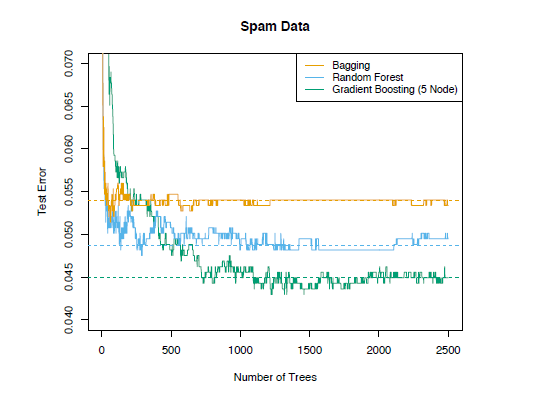 Spam Data
Bagging
Random Forest
Gradient Boosting (5 Node)
Test Error
0.070
0.065
0.060
0.055
0.050
0.045
0.040
0
500
1000
1500
2000
2500
Number of Trees